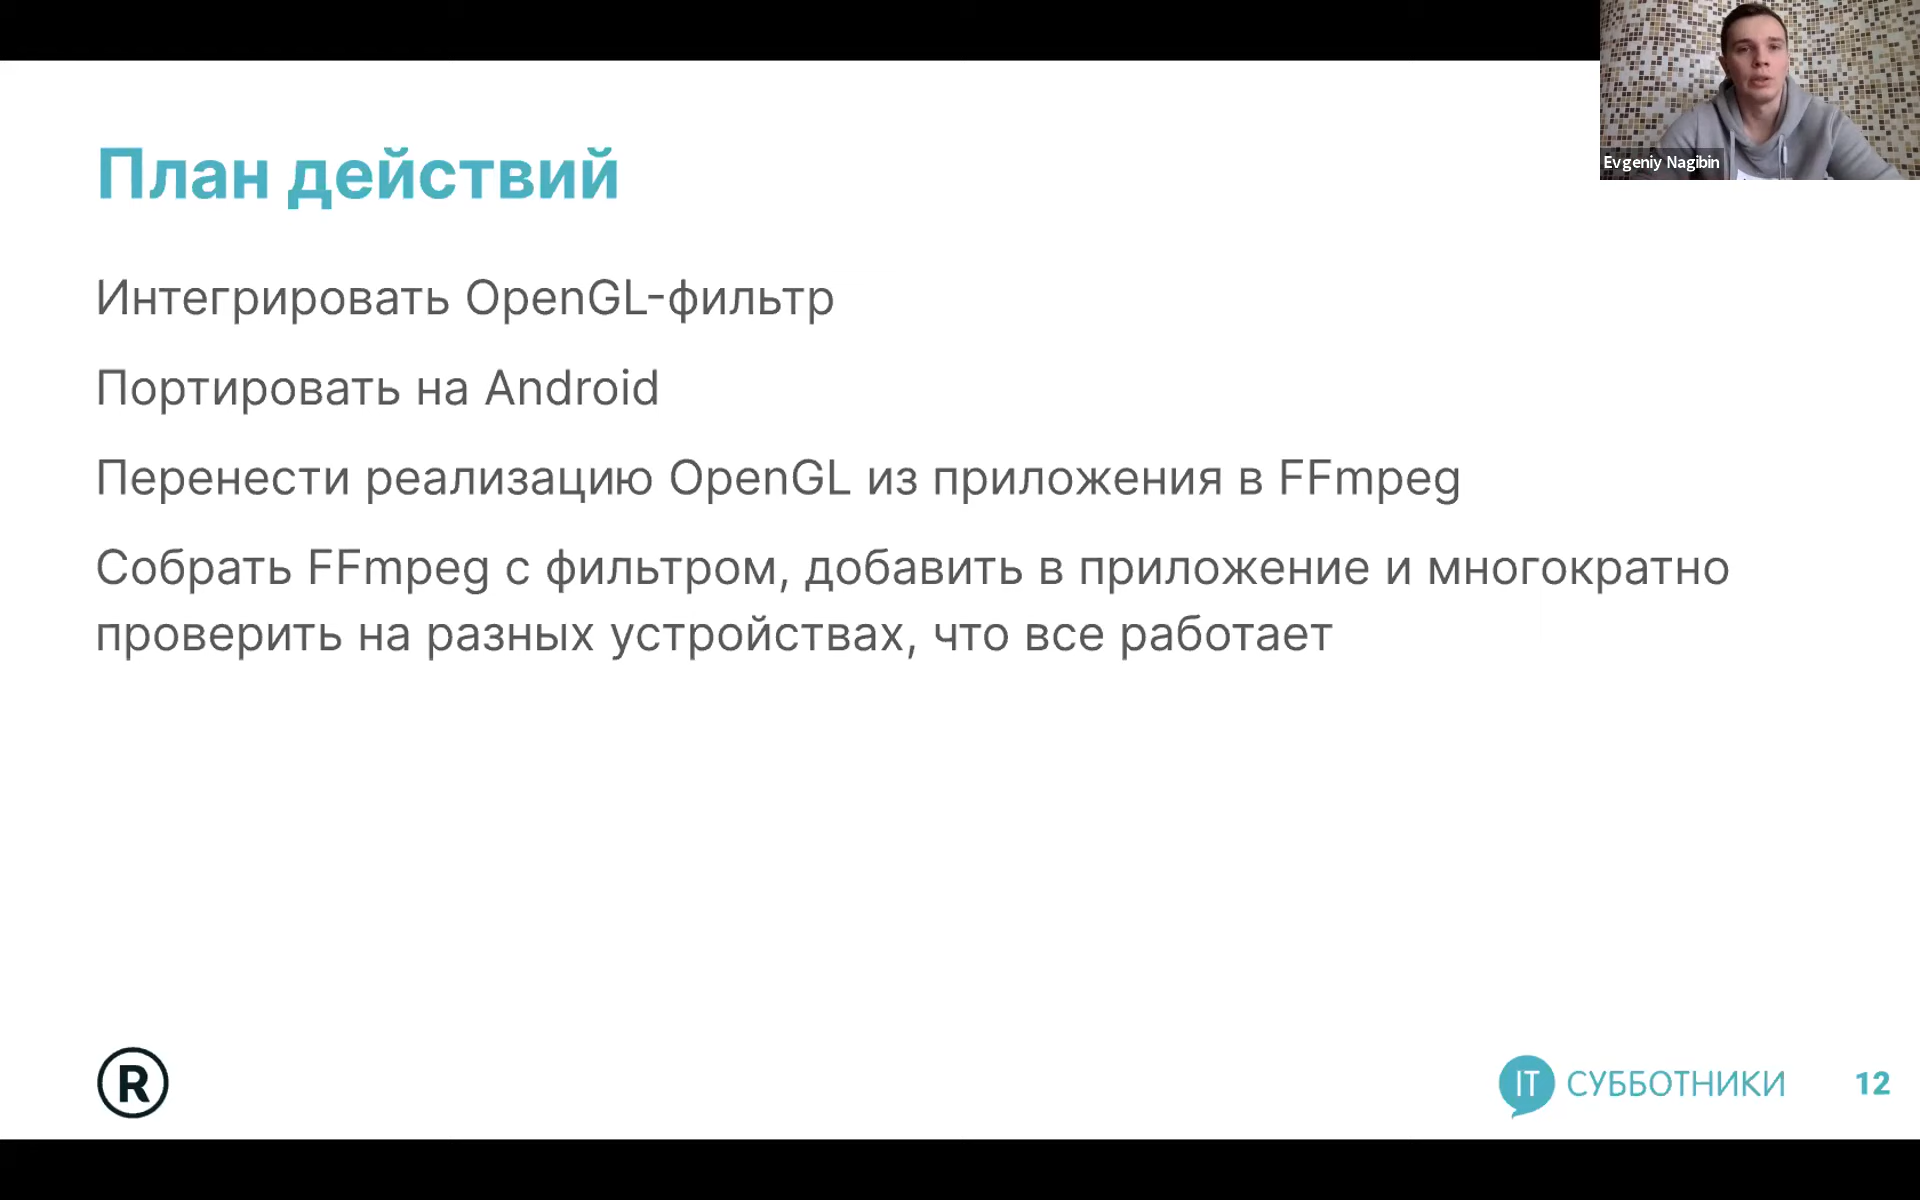 Evgeniy Nagibin
План действий
Интегрировать OpenGL-фильтр
Портировать на Android
Перенести реализацию OpenGL из приложения в FFmpeg
Собрать FFmpeg с фильтром, добавить в приложение и многократно
проверить на разных устройствах, что все работает
R
IT СУББОТНИКИ
12